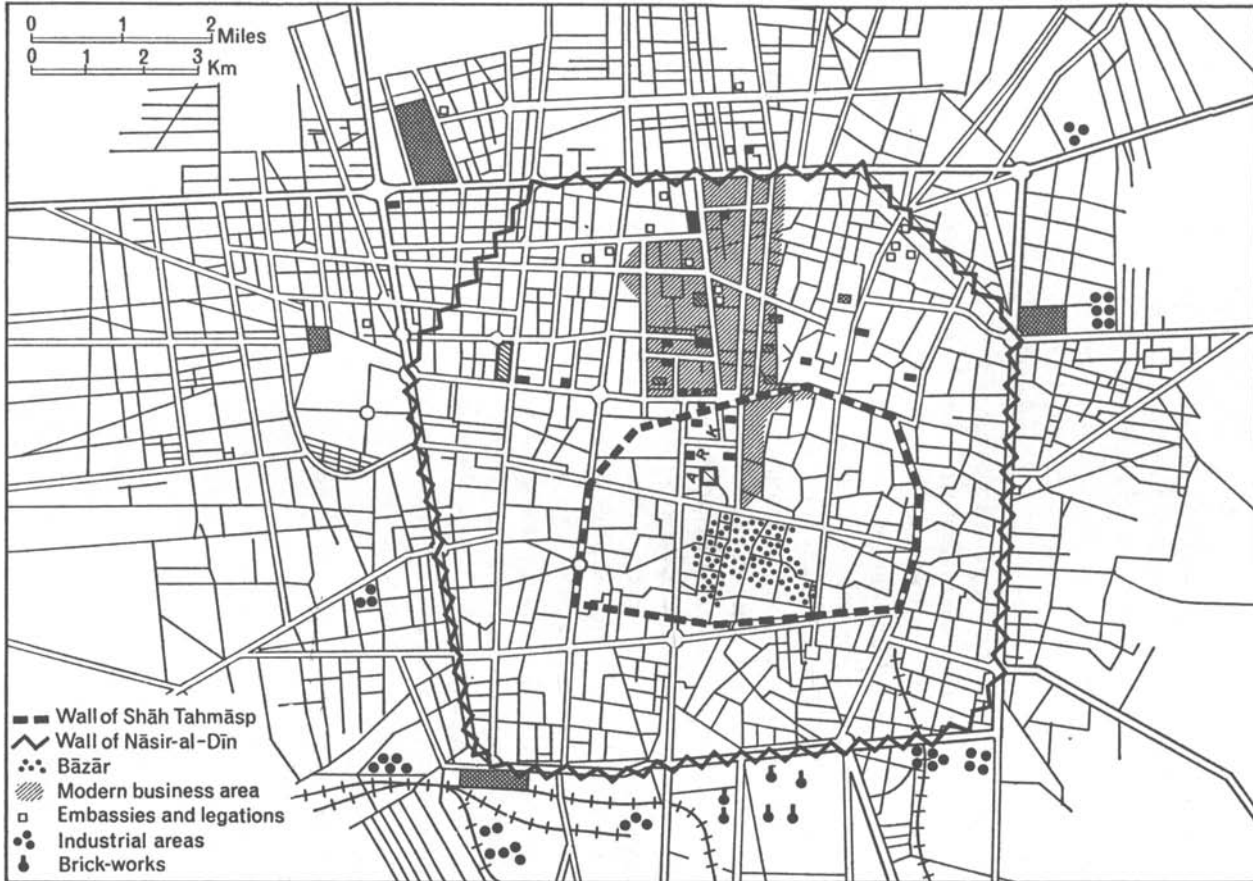 0 1 2 Miles
0 1 2 3 Km
A R K
Wall of Shāh Tahmāsp
Wall of Nāsir-al-Dīn
Bāzār
Modern business area
Embassies and legations
Industrial areas
Brick-works